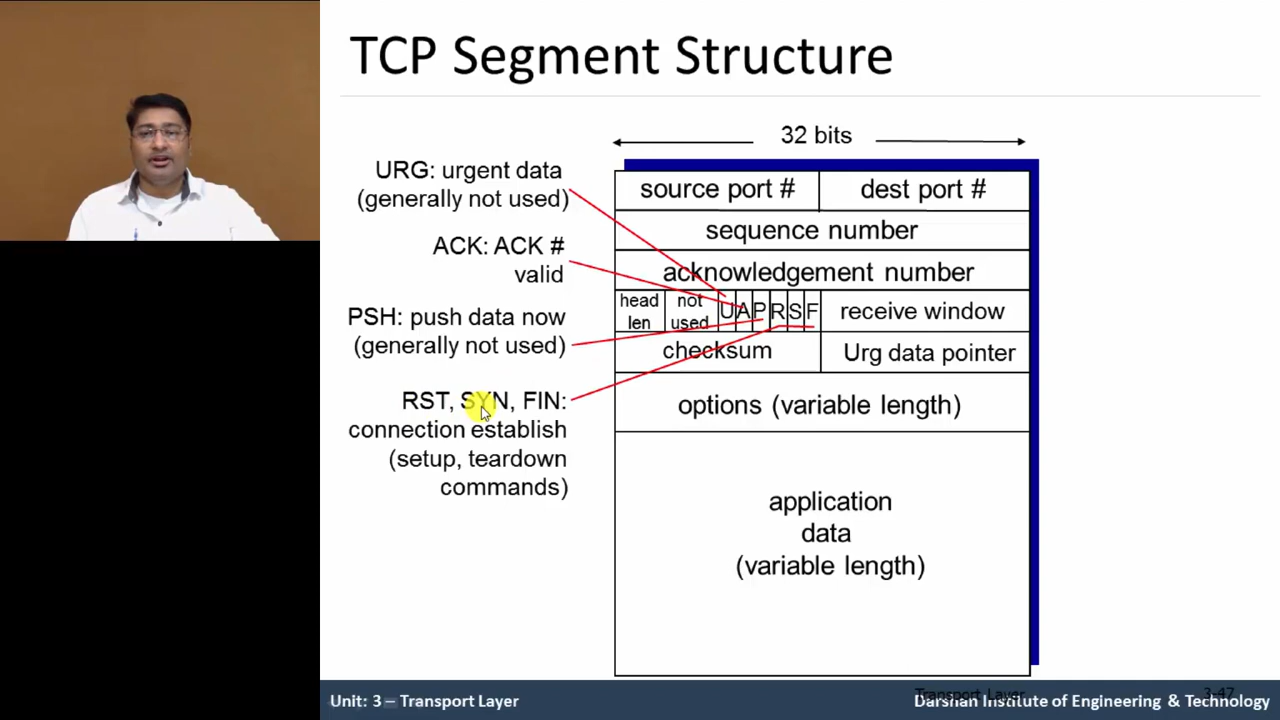 TCP Segment Structure
32 bits
URG: urgent data
(generally not used)
ACK: ACK #
valid
PSH: push data now
(generally not used)
RST, SYN, FIN:
connection establish
(setup, teardown
commands)
source port #
dest port #
sequence number
acknowledgement number
head
len
not
used
U
A
P
R
S
F
receive window
checksum
Urg data pointer
options (variable length)
application
data
(variable length)
Transport Layer
3-47
Unit: 3 – Transport Layer
Darshan Institute of Engineering & Technology